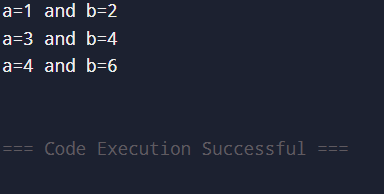 a=1 and b=2
a=3 and b=4
a=4 and b=6
=== Code Execution Successful ===